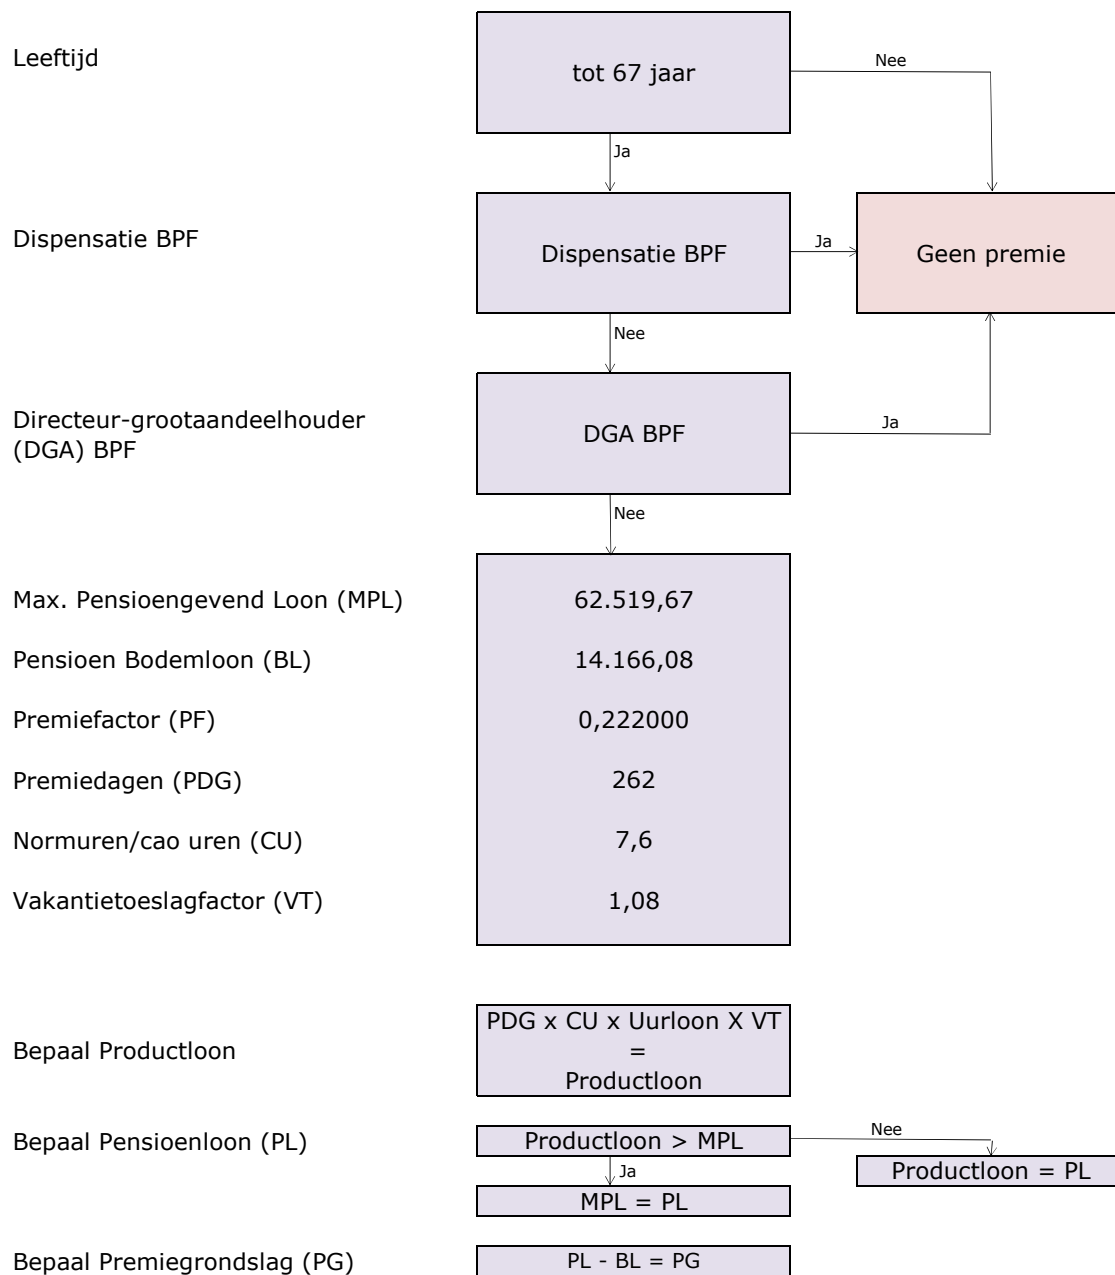 Leeftijd
tot 67 jaar
Nee
Ja
Dispensatie BPF
Dispensatie BPF
Ja
Geen premie
Nee
Directeur-grootaandeelhouder
(DGA) BPF
DGA BPF
Ja
Nee
Max. Pensioengevend Loon (MPL)
62.519,67
Pensioen Bodemloon (BL)
14.166,08
Premiefactor (PF)
0,222000
Premiedagen (PDG)
262
Normuren/cao uren (CU)
7,6
Vakantietoeslagfactor (VT)
1,08
Bepaal Productloon
PDG x CU x Uurloon X VT
=
Productloon
Bepaal Pensioenloon (PL)
Productloon > MPL
Nee
Productloon = PL
Ja
MPL = PL
Bepaal Premiegrondslag (PG)
PL - BL = PG